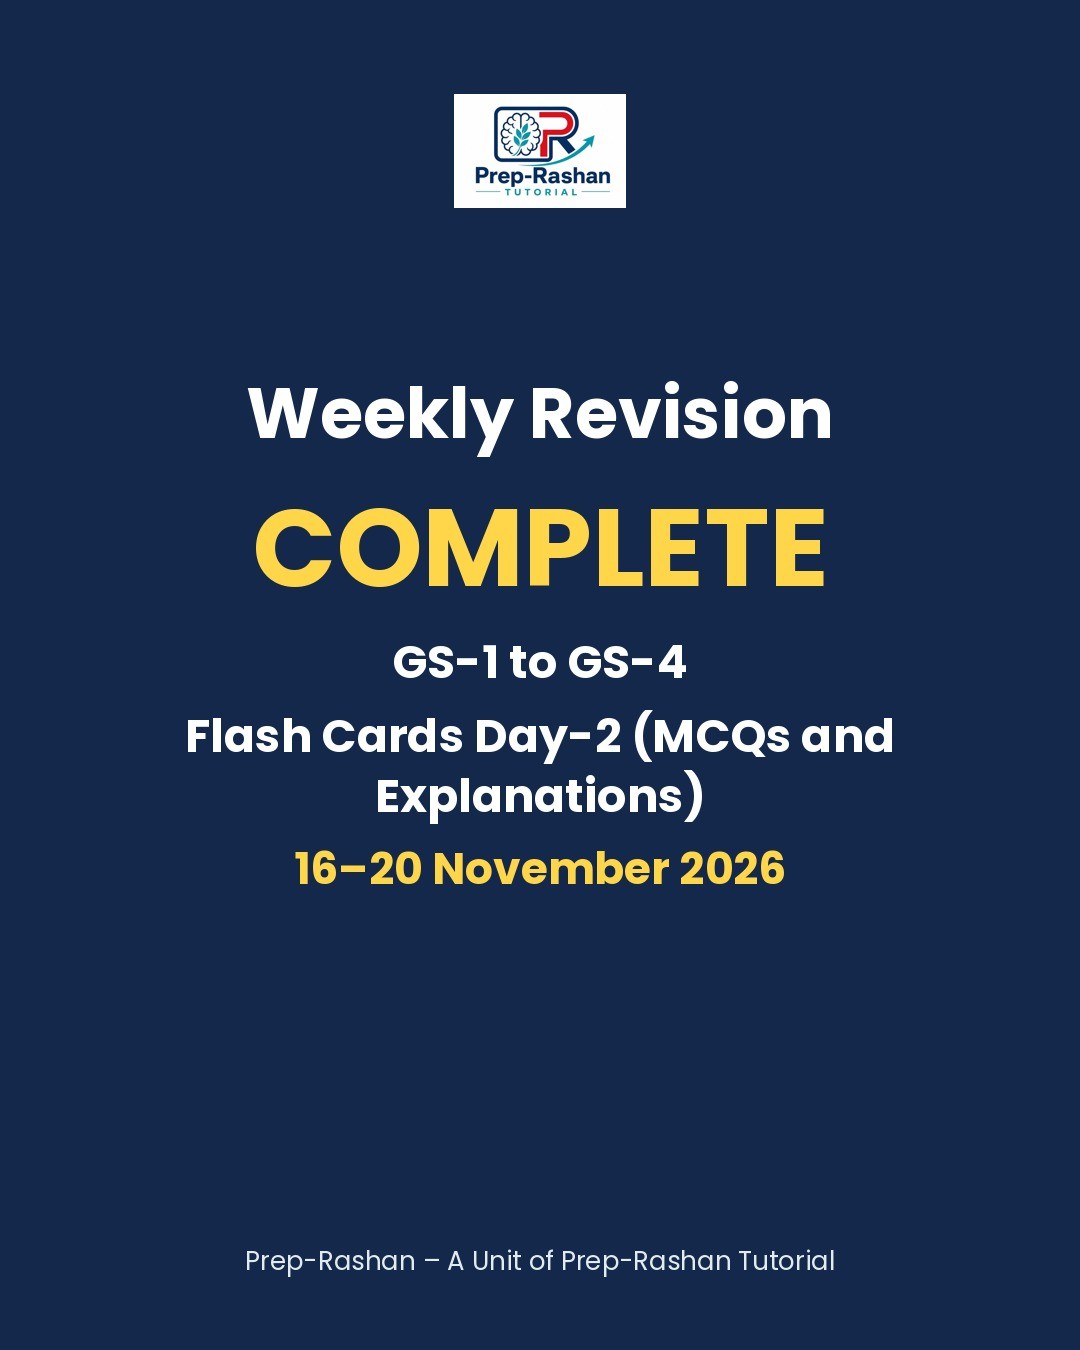 PR
Prep-Rashan
TUTORIAL
Weekly Revision
COMPLETE
GS-1 to GS-4
Flash Cards Day-2 (MCQs and
Explanations)
16–20 November 2026
Prep-Rashan – A Unit of Prep-Rashan Tutorial